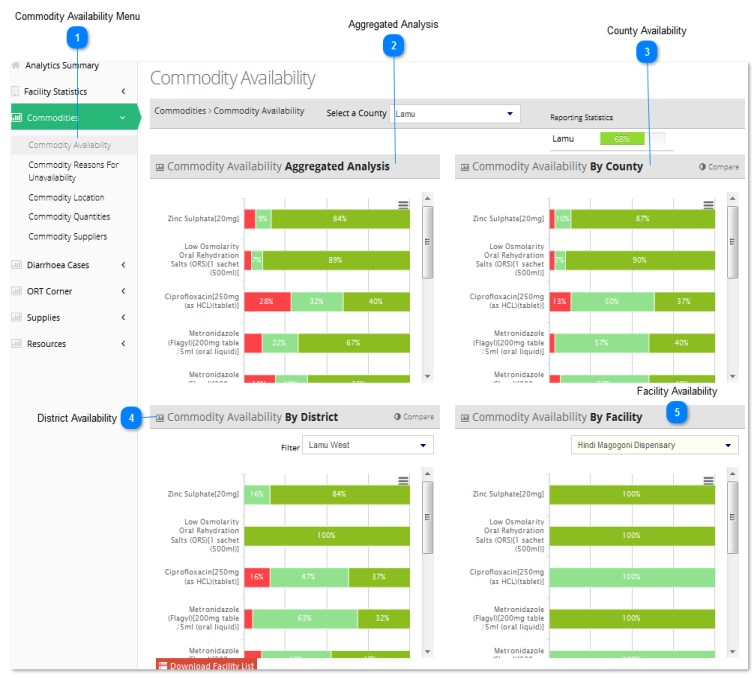 Commodity Availability Menu
1
Aggregated Analysis
2
County Availability
3
Analytics Summary
Facility Statistics
Commodities
Commodity Availability
Commodity Reasons For
Unavailability
Commodity Location
Commodity Quantities
Commodity Suppliers
Diarrhoea Cases
ORT Corner
Supplies
Resources
Commodity Availability
Commodities > Commodity Availability
Select a County
Lamu
Reporting Statistics
Lamu
68%
Commodity Availability Aggregated Analysis
Zinc Sulphate[20mg]
9%
84%
Low Osmolarity
Oral Rehydration
Salts (ORS)[1 sachet
(500ml)]
7%
89%
Ciprofloxacin[250mg
(as HCL)(tablet)]
28%
32%
40%
Metronidazole
(Flagyl)[200mg table
/5ml (oral liquid)]
22%
67%
Metronidazole
Commodity Availability By County
Compare
Zinc Sulphate[20mg]
10%
87%
Low Osmolarity
Oral Rehydration
Salts (ORS)[1 sachet
(500ml)]
7%
90%
Ciprofloxacin[250mg
(as HCL)(tablet)]
13%
50%
37%
Metronidazole
(Flagyl)[200mg table
/5ml (oral liquid)]
57%
40%
Metronidazole
District Availability
4
Commodity Availability By District
Compare
Filter
Lamu West
Zinc Sulphate[20mg]
16%
84%
Low Osmolarity
Oral Rehydration
Salts (ORS)[1 sachet
(500ml)]
100%
Ciprofloxacin[250mg
(as HCL)(tablet)]
16%
47%
37%
Metronidazole
(Flagyl)[200mg table
/5ml (oral liquid)]
63%
32%
Metronidazole
Download Facility List
Facility Availability
5
Commodity Availability By Facility
Hindi Magogoni Dispensary
Zinc Sulphate[20mg]
100%
Low Osmolarity
Oral Rehydration
Salts (ORS)[1 sachet
(500ml)]
100%
Ciprofloxacin[250mg
(as HCL)(tablet)]
100%
Metronidazole
(Flagyl)[200mg table
/5ml (oral liquid)]
100%
Metronidazole
100%